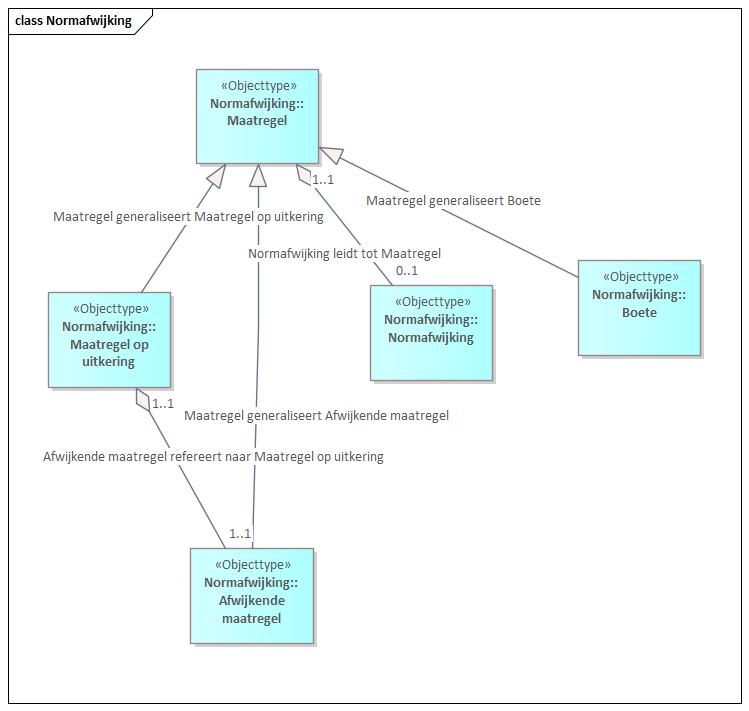 class Normafwijking
«Objecttype»
Normafwijking::
Maatregel
1..1
Maatregel generaliseert Boete
Maatregel generaliseert Maatregel op uitkering
Normafwijking leidt tot Maatregel
0..1
«Objecttype»
Normafwijking::
Boete
«Objecttype»
Normafwijking::
Normafwijking
«Objecttype»
Normafwijking::
Maatregel op
uitkering
1..1
Maatregel generaliseert Afwijkende maatregel
Afwijkende maatregel refereert naar Maatregel op uitkering
1..1
«Objecttype»
Normafwijking::
Afwijkende
maatregel